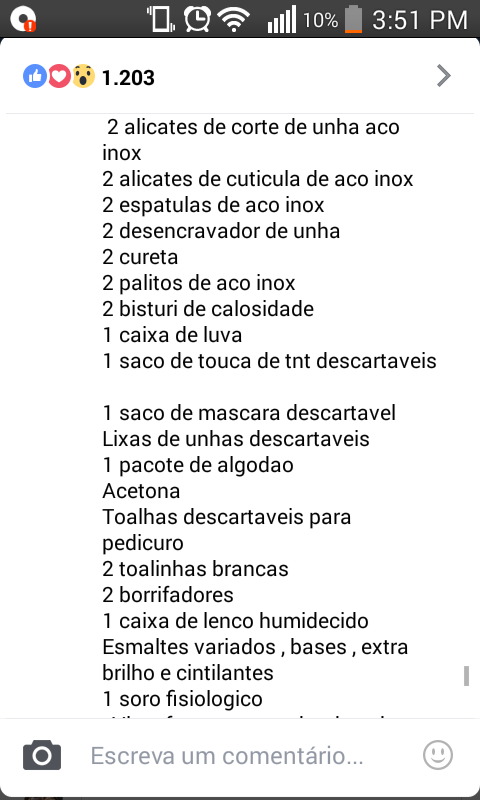 10% 3:51 PM
1.203
2 alicates de corte de unha aco
inox
2 alicates de cuticula de aco inox
2 espatulas de aco inox
2 desencravador de unha
2 cureta
2 palitos de aco inox
2 bisturi de calosidade
1 caixa de luva
1 saco de touca de tnt descartaveis
1 saco de mascara descartavel
Lixas de unhas descartaveis
1 pacote de algodao
Acetona
Toalhas descartaveis para
pedicuro
2 toalinhas brancas
2 borrifadores
1 caixa de lenco humidecido
Esmaltes variados , bases , extra
brilho e cintilantes
1 soro fisiologico
Escreva um comentário...